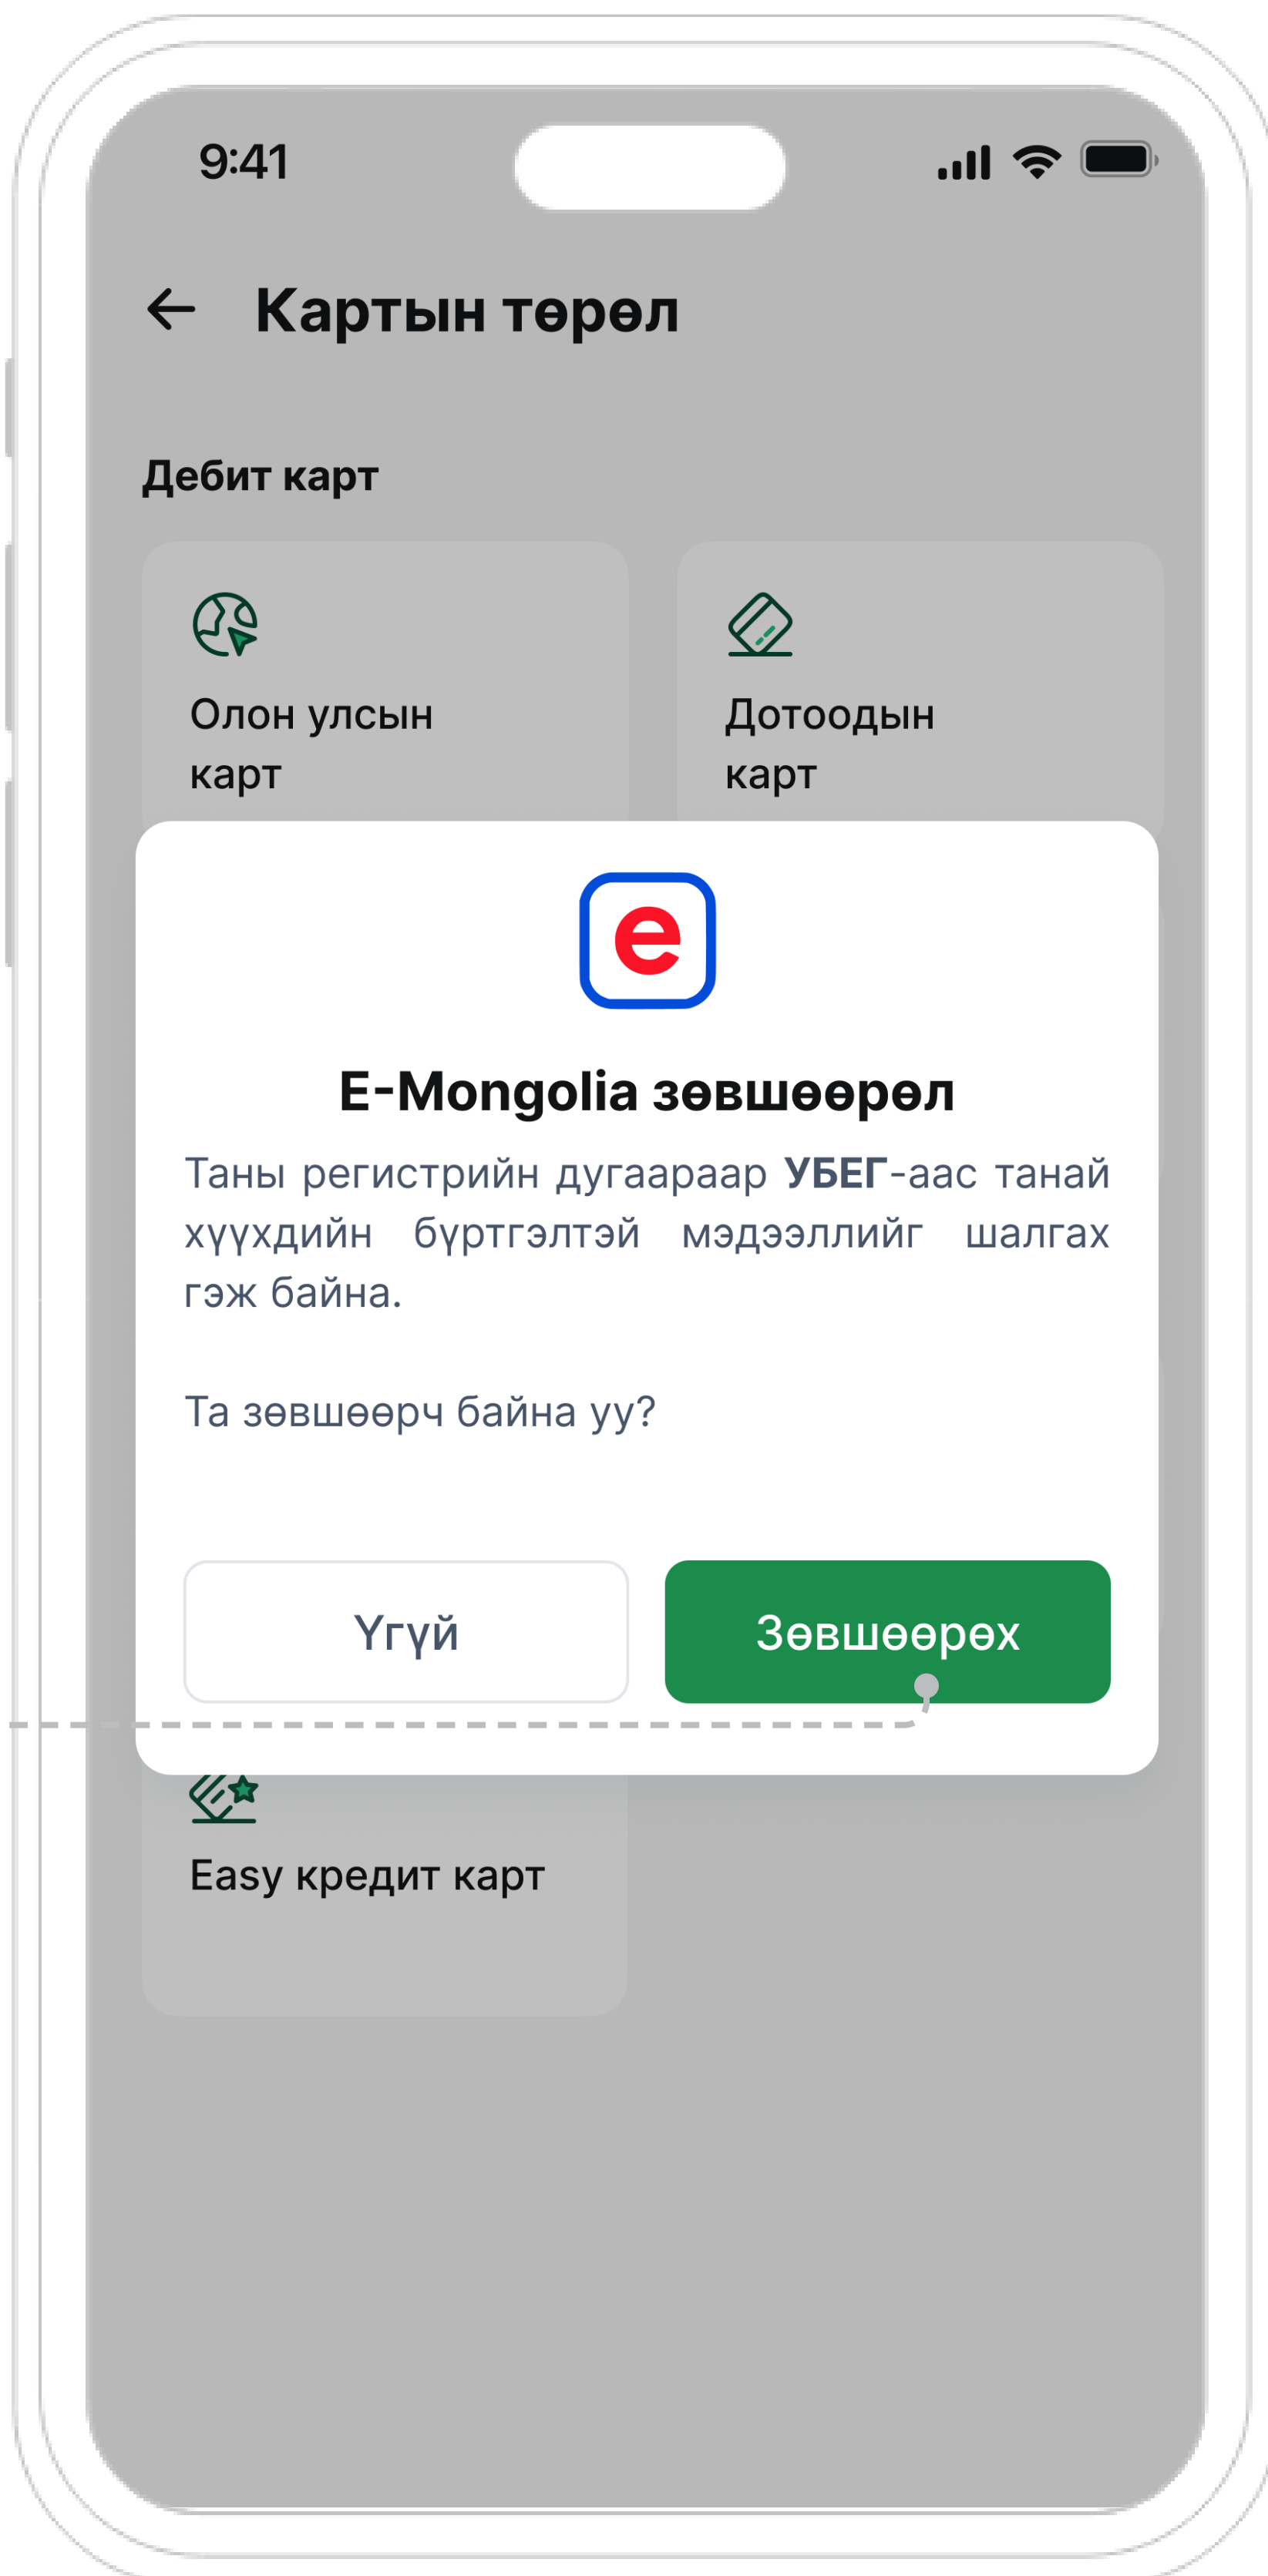 9:41
Картын төрөл
Дебит карт
Олон улсын
карт
Дотоодын
карт
e
E-Mongolia зөвшөөрөл
Таны регистрийн дугаараар УБЕГ-аас танай
хүүхдийн бүртгэлтэй мэдээллийг шалгах
гэж байна.
Та зөвшөөрч байна уу?
Үгүй
Зөвшөөрөх
Easy кредит карт